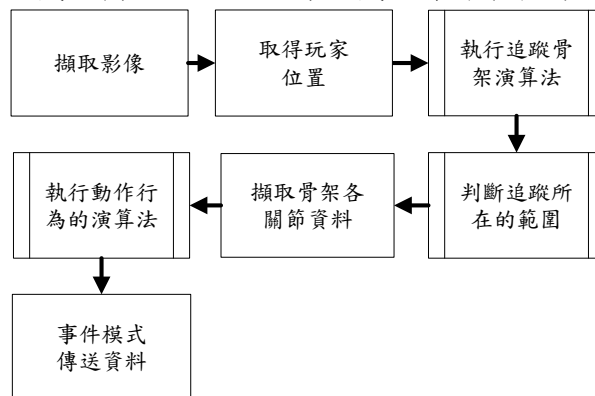 擷取影像
取得玩家
位置
執行追蹤骨
架演算法
判斷追蹤所
在的範圍
擷取骨架各
關節資料
執行動作行
為的演算法
事件模式
傳送資料